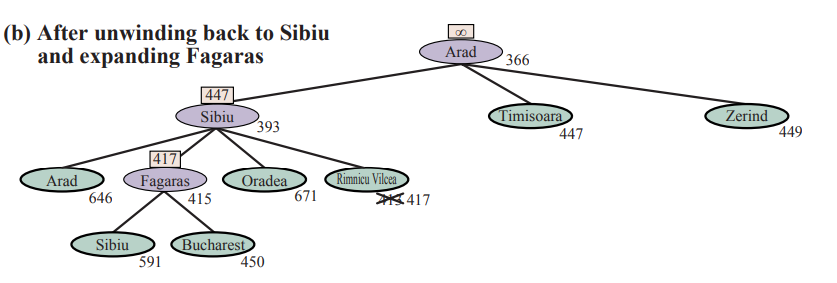 (b) After unwinding back to Sibiu
and expanding Fagaras
∞
Arad
366
447
Sibiu
393
Timisoara
447
Zerind
449
417
Arad
646
Fagaras
415
Oradea
671
Rimnicu Vilcea
413 417
Sibiu
591
Bucharest
450